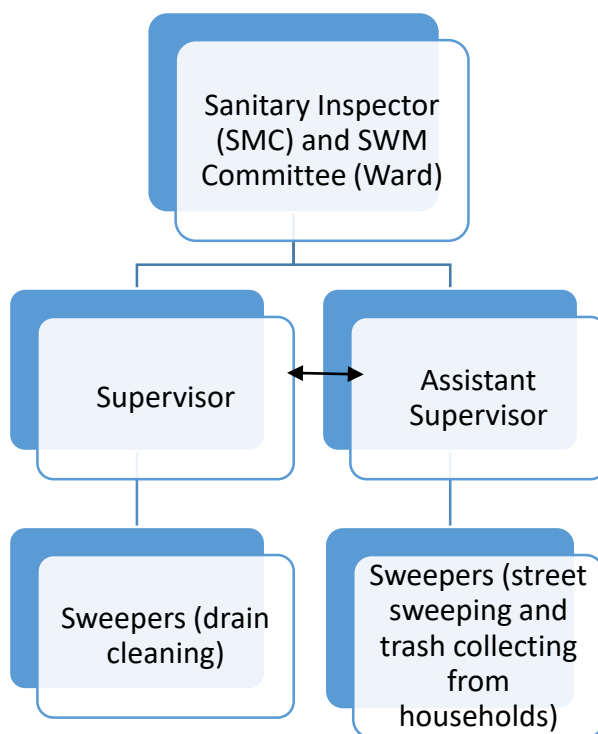 Sanitary Inspector
(SMC) and SWM
Committee (Ward)
Supervisor
Assistant
Supervisor
Sweepers (drain
cleaning)
Sweepers (street
sweeping and
trash collecting
from
households)